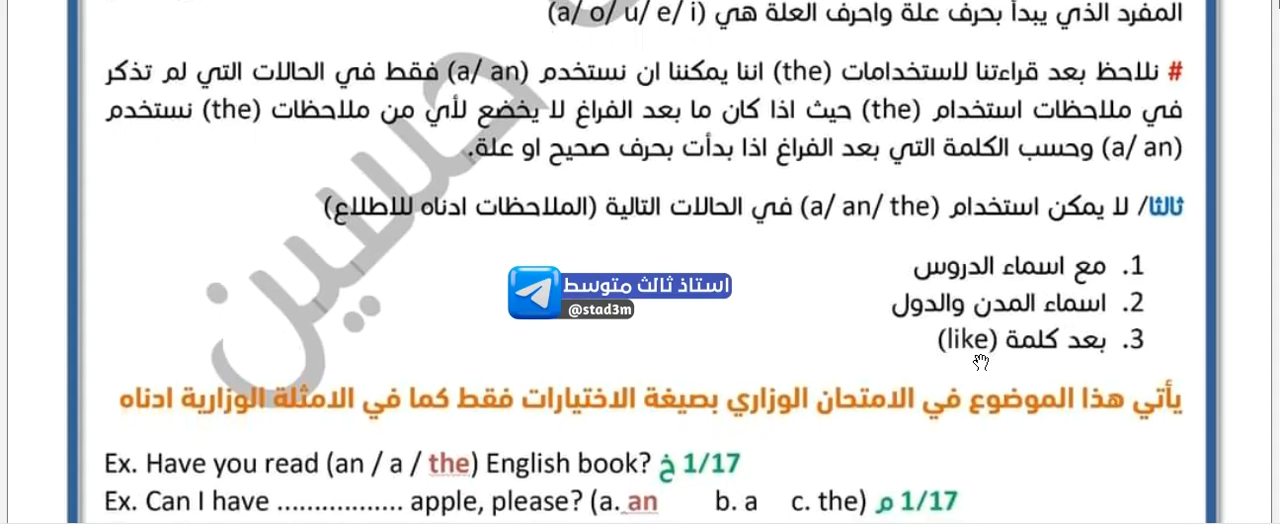 المفرد الذي يبدأ بحرف علة واحرف العلة هي (a/ o/ u/ e/ i)
# نلاحظ بعد قراءتنا لاستخدامات (the) اننا يمكننا ان نستخدم (a/ an) فقط في الحالات التي لم تذكر
في ملاحظات استخدام (the) حيث اذا كان ما بعد الفراغ لا يخضع لأي من ملاحظات (the) نستخدم
(a/ an) وحسب الكلمة التي بعد الفراغ اذا بدأت بحرف صحيح او علة.
ثالثا/ لا يمكن استخدام (a/ an/ the) في الحالات التالية (الملاحظات ادناه للاطلاع)
1. مع اسماء الدروس
2. اسماء المدن والدول
3. بعد كلمة (like)
استاذ ثالث متوسط
@stad3m
حسين
يأتي هذا الموضوع في الامتحان الوزاري بصيغة الاختيارات فقط كما في الامثلة الوزارية ادناه
Ex. Have you read (an / a / the) English book? 1/17 خ
Ex. Can I have ................. apple, please? (a. an b. a c. the) 1/17 م